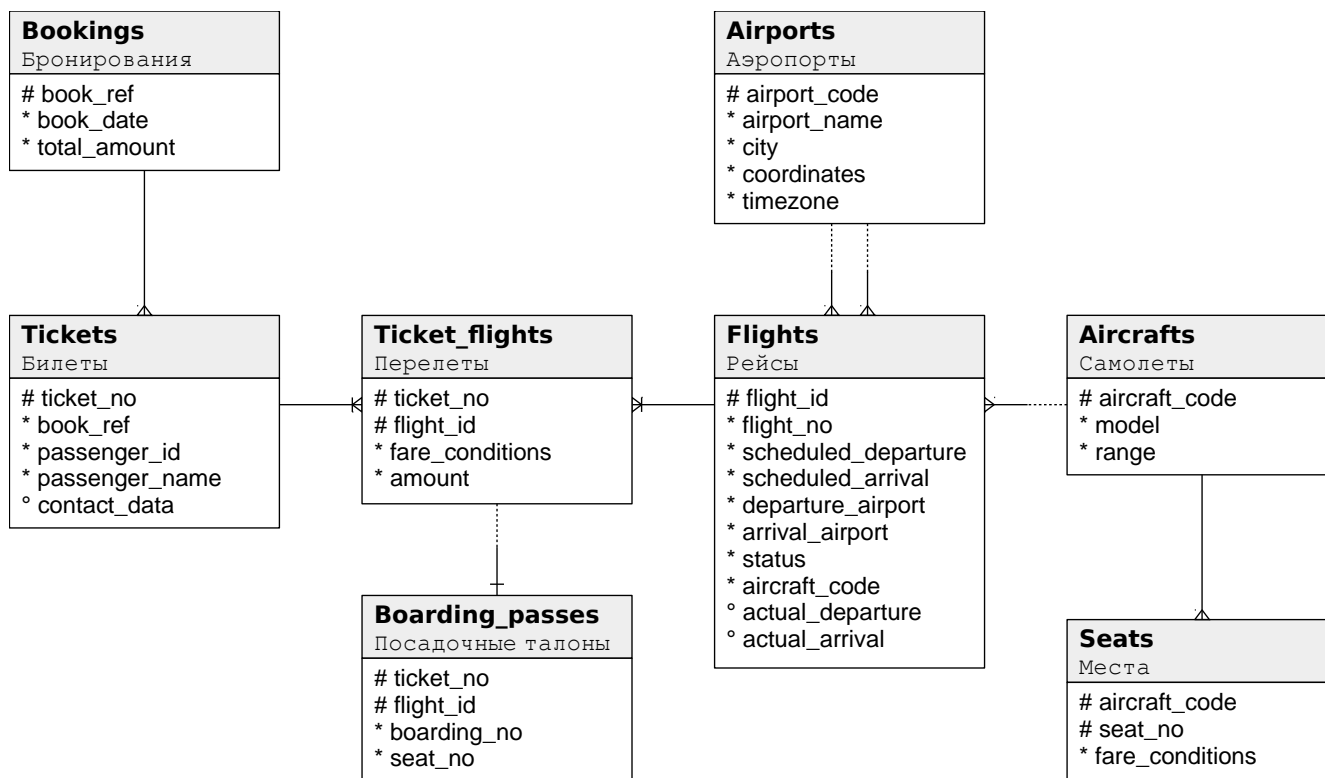 Bookings
Бронирования
# book_ref
* book_date
* total_amount
Airports
Аэропорты
# airport_code
* airport_name
* city
* coordinates
* timezone
Tickets
Билеты
# ticket_no
* book_ref
* passenger_id
* passenger_name
° contact_data
Ticket_flights
Перелеты
# ticket_no
# flight_id
* fare_conditions
* amount
Flights
Рейсы
# flight_id
* flight_no
* scheduled_departure
* scheduled_arrival
* departure_airport
* arrival_airport
* status
* aircraft_code
° actual_departure
° actual_arrival
Aircrafts
Самолеты
# aircraft_code
* model
* range
Boarding_passes
Посадочные талоны
# ticket_no
# flight_id
* boarding_no
* seat_no
Seats
Места
# aircraft_code
# seat_no
* fare_conditions